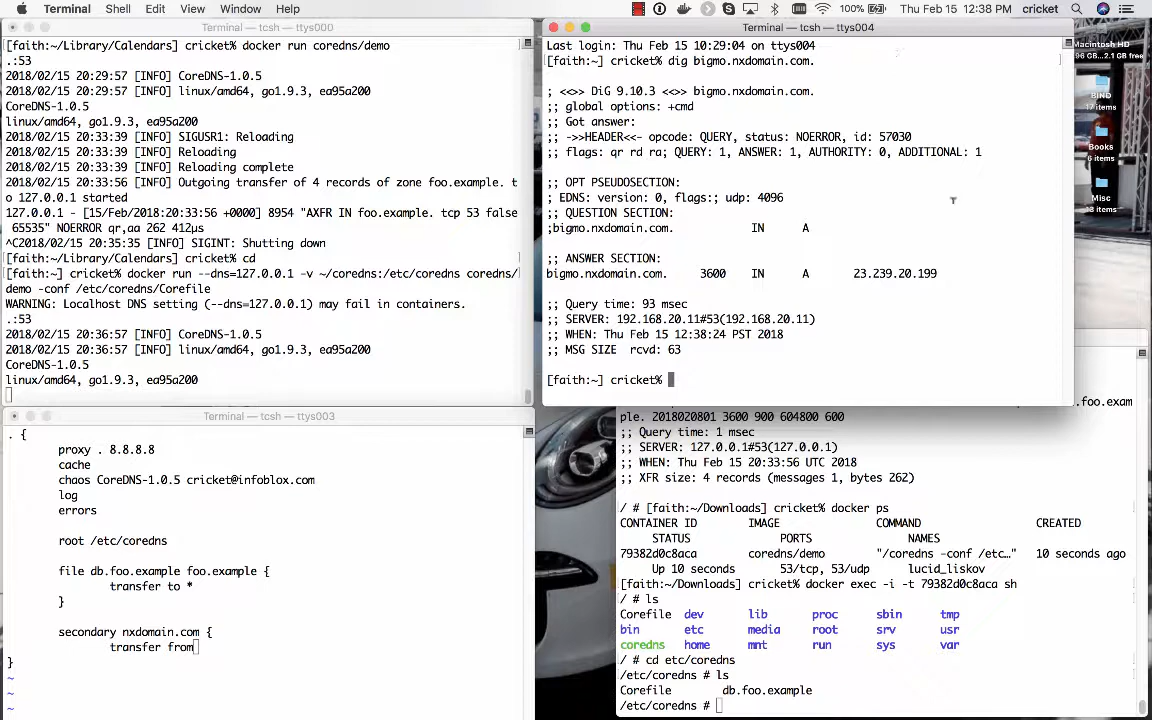 Terminal Shell Edit View Window Help 100% Thu Feb 15 12:38 PM cricket
Terminal — tcsh — ttys000
[faith:~/Library/Calendars] cricket% docker run coredns/demo
.:53
2018/02/15 20:29:57 [INFO] CoreDNS-1.0.5
2018/02/15 20:29:57 [INFO] linux/amd64, go1.9.3, ea95a200
CoreDNS-1.0.5
linux/amd64, go1.9.3, ea95a200
2018/02/15 20:33:39 [INFO] SIGUSR1: Reloading
2018/02/15 20:33:39 [INFO] Reloading
2018/02/15 20:33:39 [INFO] Reloading complete
2018/02/15 20:33:56 [INFO] Outgoing transfer of 4 records of zone foo.example. t
o 127.0.0.1 started
127.0.0.1 - [15/Feb/2018:20:33:56 +0000] 8954 "AXFR IN foo.example. tcp 53 false
65535" NOERROR qr,aa 262 412µs
^C2018/02/15 20:35:35 [INFO] SIGINT: Shutting down
[faith:~/Library/Calendars] cricket% cd
[faith:~] cricket% docker run --dns=127.0.0.1 -v ~/coredns:/etc/coredns coredns/
demo -conf /etc/coredns/Corefile
WARNING: Localhost DNS setting (--dns=127.0.0.1) may fail in containers.
.:53
2018/02/15 20:36:57 [INFO] CoreDNS-1.0.5
2018/02/15 20:36:57 [INFO] linux/amd64, go1.9.3, ea95a200
CoreDNS-1.0.5
linux/amd64, go1.9.3, ea95a200
Terminal — tcsh — ttys004
Last login: Thu Feb 15 10:29:04 on ttys004
[faith:~] cricket% dig bigmo.nxdomain.com.
; <<>> DiG 9.10.3 <<>> bigmo.nxdomain.com.
;; global options: +cmd
;; Got answer:
;; ->>HEADER<<- opcode: QUERY, status: NOERROR, id: 57030
;; flags: qr rd ra; QUERY: 1, ANSWER: 1, AUTHORITY: 0, ADDITIONAL: 1
;; OPT PSEUDOSECTION:
; EDNS: version: 0, flags:; udp: 4096
;; QUESTION SECTION:
;bigmo.nxdomain.com. IN A
;; ANSWER SECTION:
bigmo.nxdomain.com. 3600 IN A 23.239.20.199
;; Query time: 93 msec
;; SERVER: 192.168.20.11#53(192.168.20.11)
;; WHEN: Thu Feb 15 12:38:24 PST 2018
;; MSG SIZE rcvd: 63
[faith:~] cricket%
Macintosh HD
BIND
17 items
Books
6 items
Misc
Terminal — tcsh — ttys003
. {
proxy . 8.8.8.8
cache
chaos CoreDNS-1.0.5 cricket@infoblox.com
log
errors
root /etc/coredns
file db.foo.example foo.example {
transfer to *
}
secondary nxdomain.com {
transfer from
}
~
~
~
.foo.exam
ple. 2018020801 3600 900 604800 600
;; Query time: 1 msec
;; SERVER: 127.0.0.1#53(127.0.0.1)
;; WHEN: Thu Feb 15 20:33:56 UTC 2018
;; XFR size: 4 records (messages 1, bytes 262)
/ # [faith:~/Downloads] cricket% docker ps
CONTAINER ID IMAGE COMMAND CREATED
STATUS PORTS NAMES
79382d0c8aca coredns/demo "/coredns -conf /etc…" 10 seconds ago
Up 10 seconds 53/tcp, 53/udp lucid_liskov
[faith:~/Downloads] cricket% docker exec -i -t 79382d0c8aca sh
/ # ls
Corefile dev lib proc sbin tmp
bin etc media root srv usr
coredns home mnt run sys var
/ # cd etc/coredns
/etc/coredns # ls
Corefile db.foo.example
/etc/coredns #